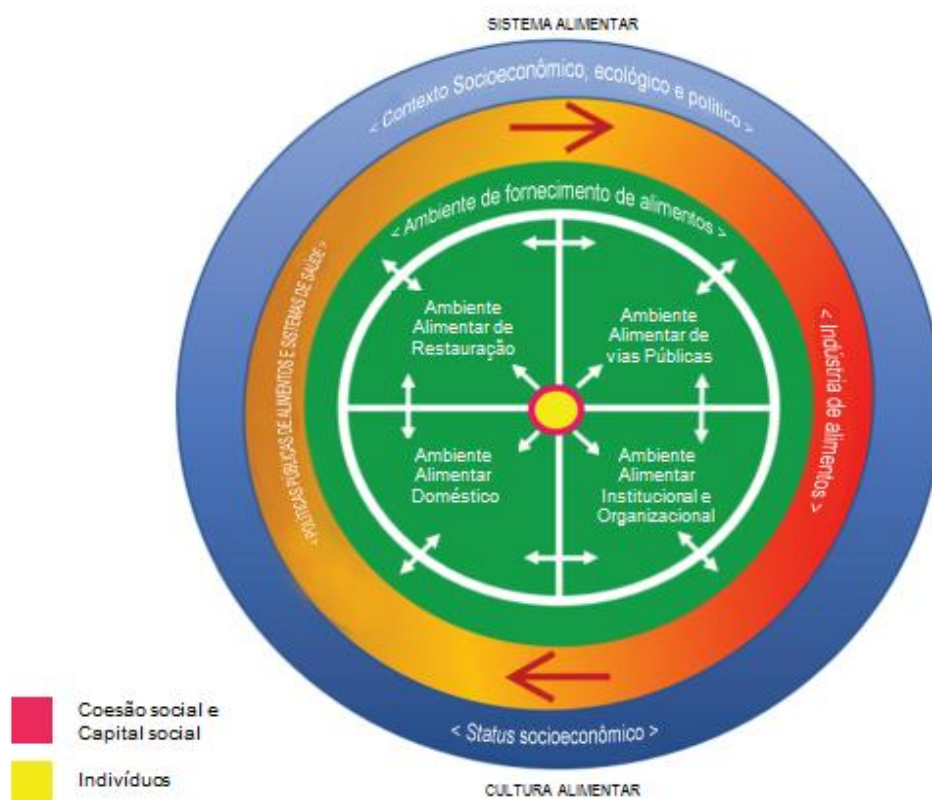 SISTEMA ALIMENTAR
< Contexto Socioeconômico, ecológico e político >
< Ambiente de fornecimento de alimentos >
<POLÍTICAS PÚBLICAS DE ALIMENTOS E SISTEMAS DE SAÚDE >
Ambiente
Alimentar de
Restauração
Ambiente
Alimentar de
vias Públicas
< Indústria de alimentos >
Ambiente
Alimentar
Doméstico
Ambiente
Alimentar
Institucional e
Organizacional
< Status socioeconômico >
CULTURA ALIMENTAR
Coesão social e
Capital social
Indivíduos